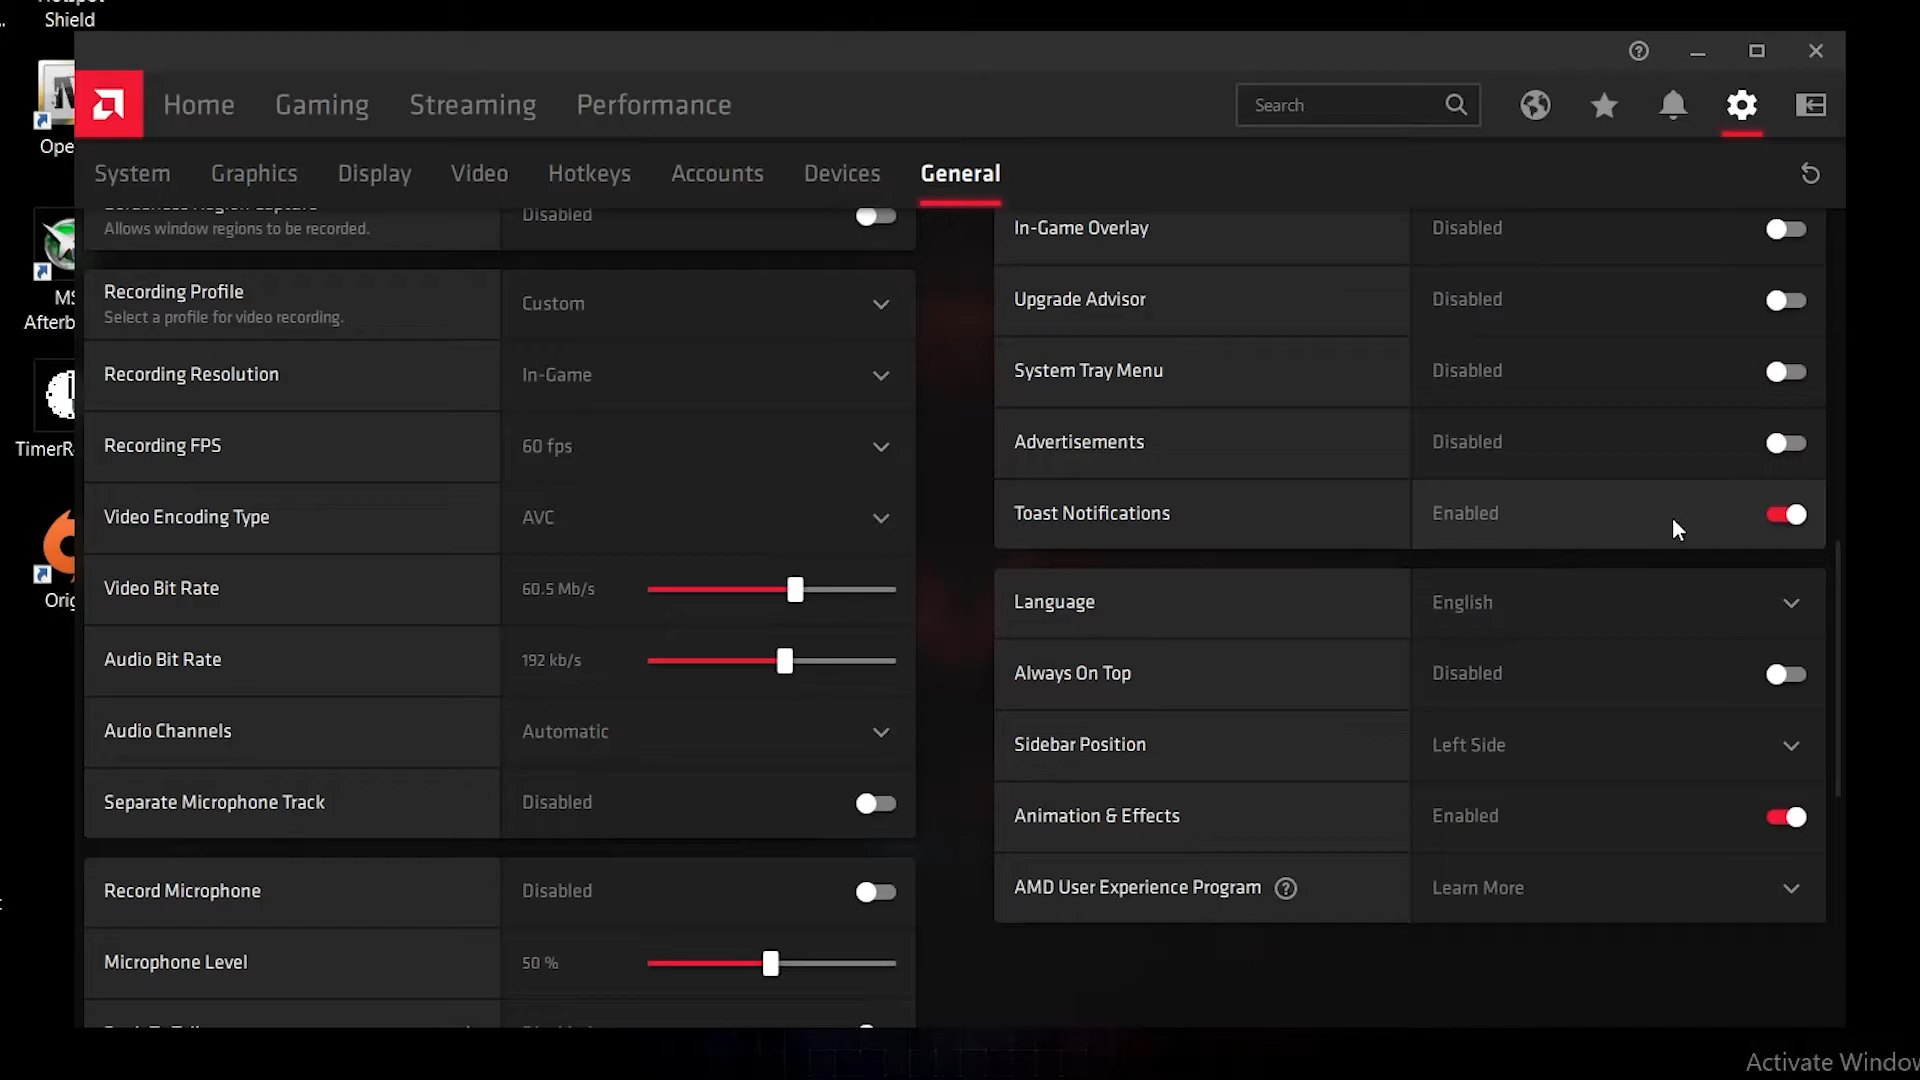 Shield
Home Gaming Streaming Performance
Search
System Graphics Display Video Hotkeys Accounts Devices General
Disabled
Allows window regions to be recorded.
Recording Profile
Select a profile for video recording.
Custom
Recording Resolution
In-Game
Recording FPS
60 fps
Video Encoding Type
AVC
Video Bit Rate
60.5 Mb/s
Audio Bit Rate
192 kb/s
Audio Channels
Automatic
Separate Microphone Track
Disabled
Record Microphone
Disabled
Microphone Level
50 %
In-Game Overlay
Disabled
Upgrade Advisor
Disabled
System Tray Menu
Disabled
Advertisements
Disabled
Toast Notifications
Enabled
Language
English
Always On Top
Disabled
Sidebar Position
Left Side
Animation & Effects
Enabled
AMD User Experience Program
Learn More
Ope
MS
Afterb
TimerR
Orig
Activate Window